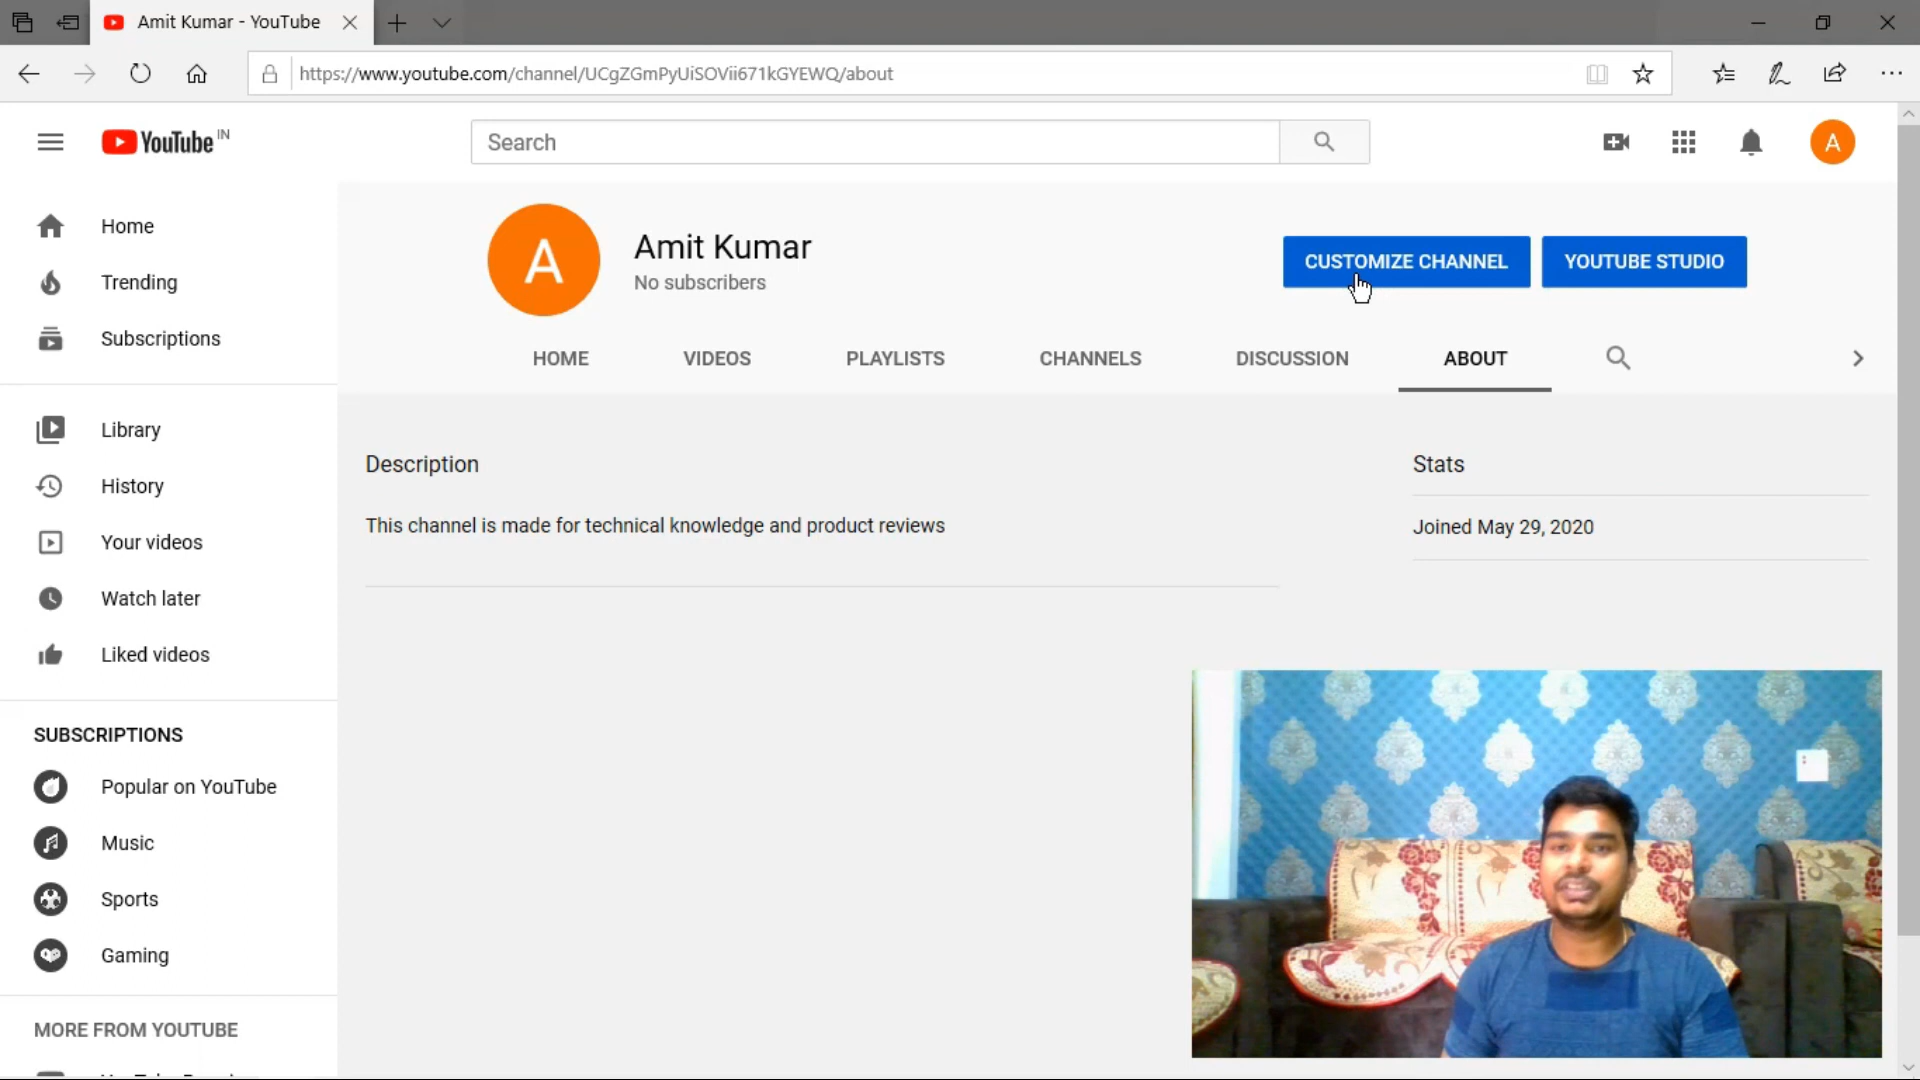 Amit Kumar - YouTube
https://www.youtube.com/channel/UCgZGmPyUiSOVii671kGYEWQ/about
YouTube IN
Search
A
Home
Trending
Subscriptions
Library
History
Your videos
Watch later
Liked videos
SUBSCRIPTIONS
Popular on YouTube
Music
Sports
Gaming
MORE FROM YOUTUBE
A
Amit Kumar
No subscribers
CUSTOMIZE CHANNEL
YOUTUBE STUDIO
HOME
VIDEOS
PLAYLISTS
CHANNELS
DISCUSSION
ABOUT
Description
This channel is made for technical knowledge and product reviews
Stats
Joined May 29, 2020